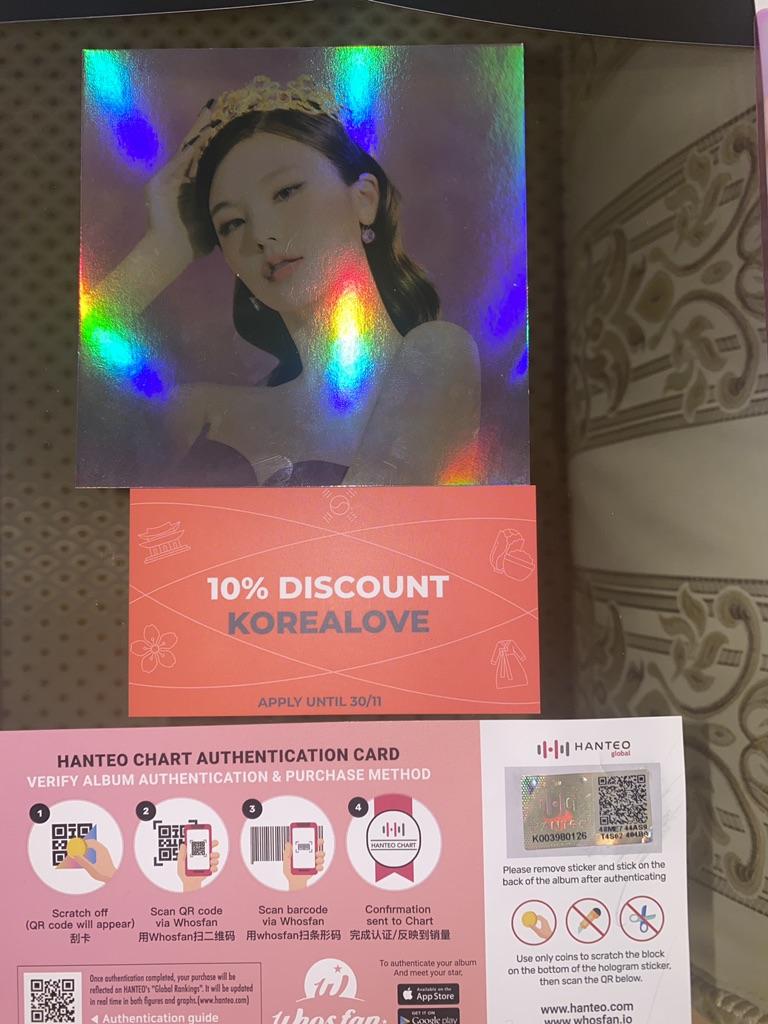 10% DISCOUNT
KOREALOVE
APPLY UNTIL 30/11
HANTEO CHART AUTHENTICATION CARD
VERIFY ALBUM AUTHENTICATION & PURCHASE METHOD
1
2
3
4
HANTEO CHART
Scratch off
(QR code will appear)
刮卡
Scan QR code
via Whosfan
用Whosfan扫二维码
Scan barcode
via Whosfan
用whosfan扫条形码
Confirmation
sent to Chart
完成认证/反映到销量
Once authentication completed, your purchase will be
reflected on HANTEO's "Global Rankings". It will be updated
in real time in both figures and graphs.(www.hanteo.com)
◀ Authentication guide
whosfan
To authenticate your album
And meet your star,
Available on the
App Store
GET IT ON
Google play
HANTEO
global
K003980126
Please remove sticker and stick on the
back of the album after authenticating
Use only coins to scratch the block
on the bottom of the hologram sticker,
then scan the QR below.
www.hanteo.com
www.whosfan.io